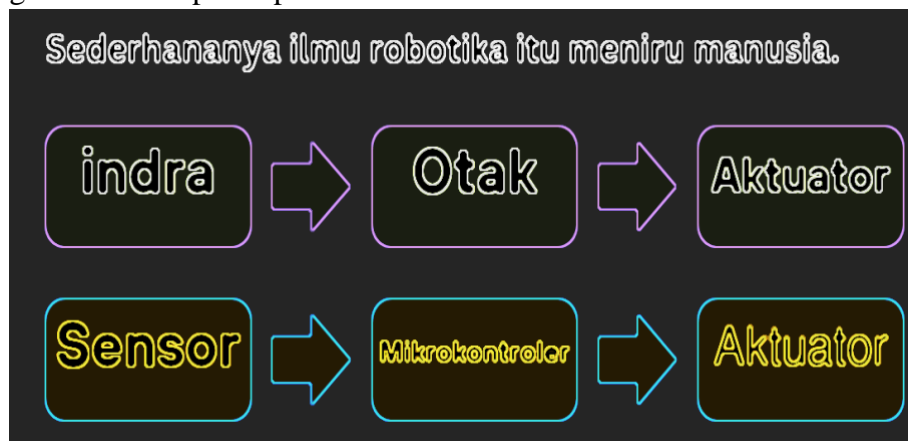 Sederhananya ilmu robotika itu meniru manusia.
indra
Otak
Aktuator
Sensor
Mikrokontroler
Aktuator